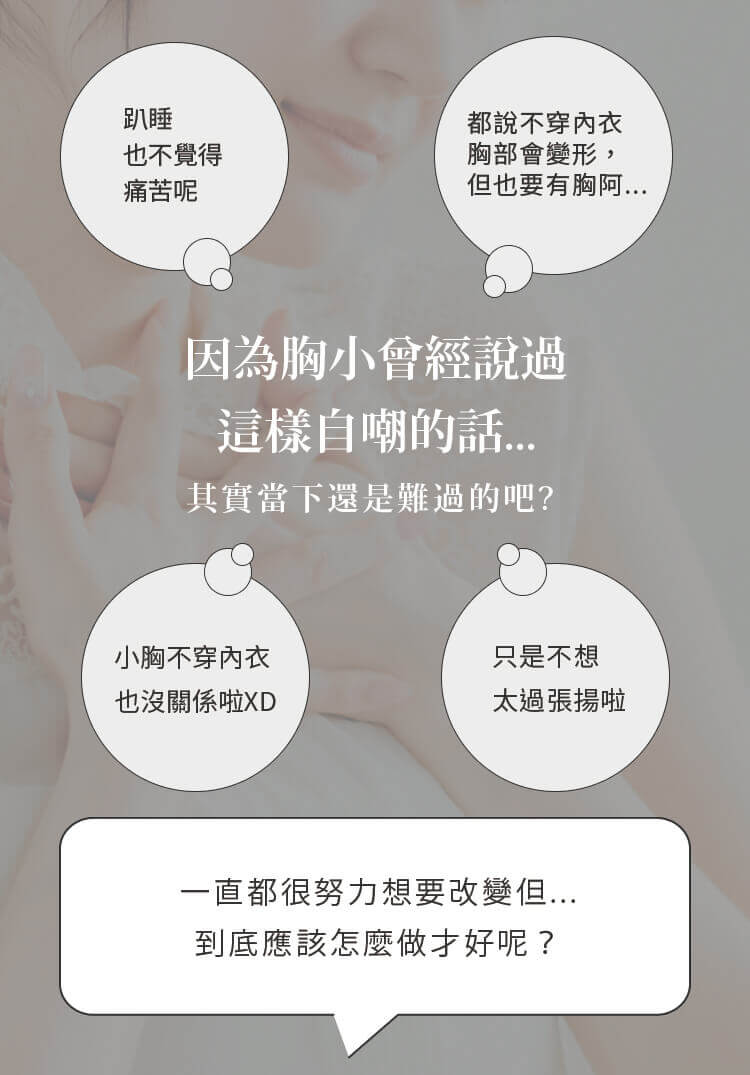 趴睡
也不覺得
痛苦呢
都說不穿內衣
胸部會變形，
但也要有胸阿...
因為胸小曾經說過
這樣自嘲的話...
其實當下還是難過的吧?
小胸不穿內衣
也沒關係啦XD
只是不想
太過張揚啦
一直都很努力想要改變但...
到底應該怎麼做才好呢？